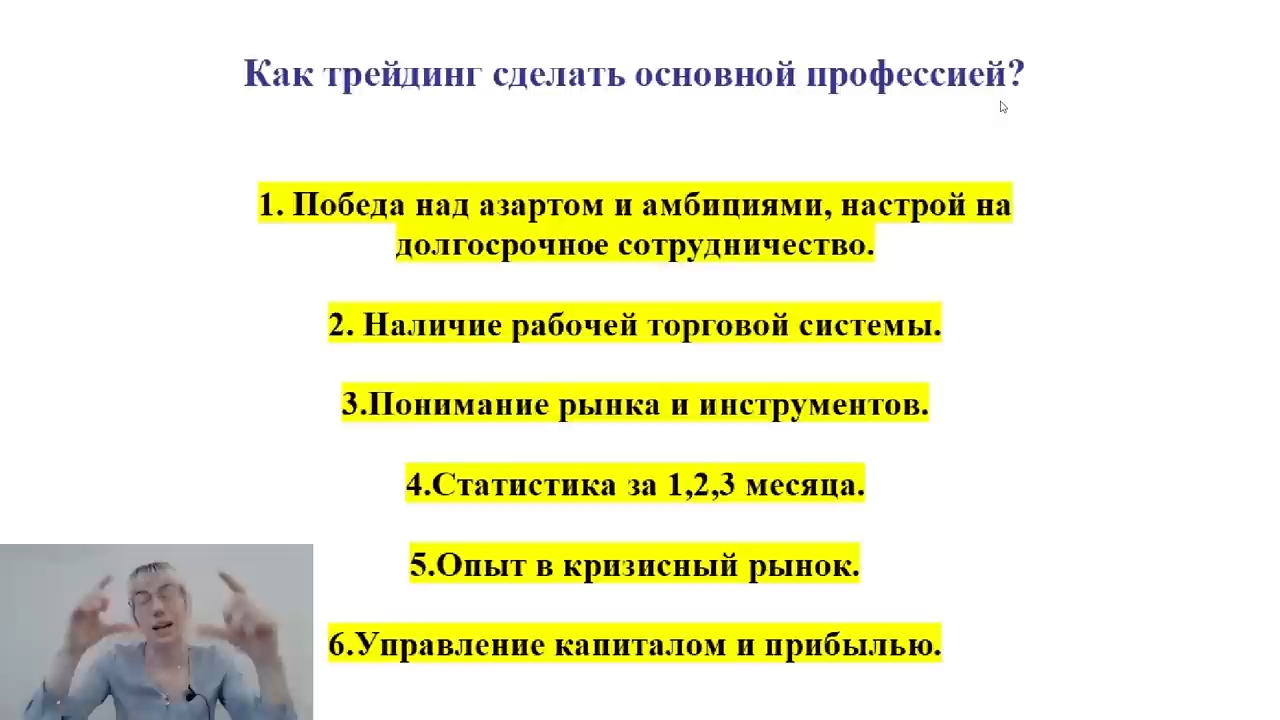 Как трейдинг сделать основной профессией?
1. Победа над азартом и амбициями, настрой на
долгосрочное сотрудничество.
2. Наличие рабочей торговой системы.
3.Понимание рынка и инструментов.
4.Статистика за 1,2,3 месяца.
5.Опыт в кризисный рынок.
6.Управление капиталом и прибылью.